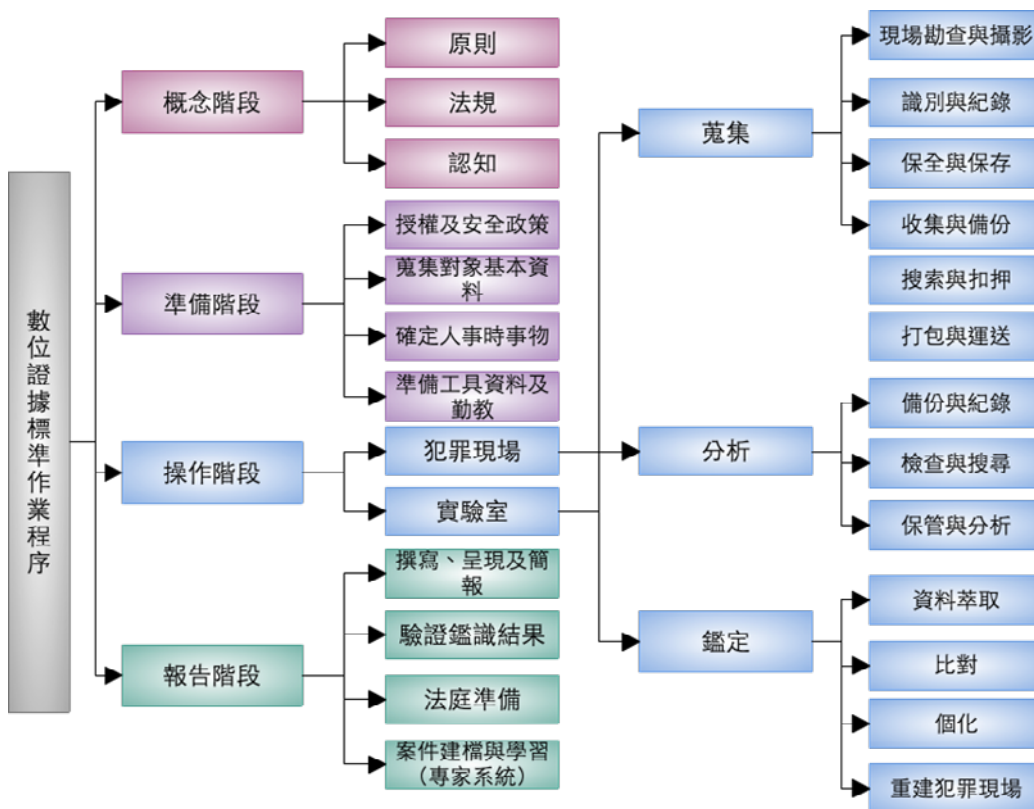 數位證據標準作業程序
概念階段
原則
法規
認知
準備階段
授權及安全政策
蒐集對象基本資
料
確定人事時事物
準備工具資料及
勤教
操作階段
犯罪現場
實驗室
報告階段
撰寫、呈現及簡
報
驗證鑑識結果
法庭準備
案件建檔與學習
（專家系統）
蒐集
現場勘查與攝影
識別與紀錄
保全與保存
收集與備份
搜索與扣押
打包與運送
分析
備份與紀錄
檢查與搜尋
保管與分析
鑑定
資料萃取
比對
個化
重建犯罪現場